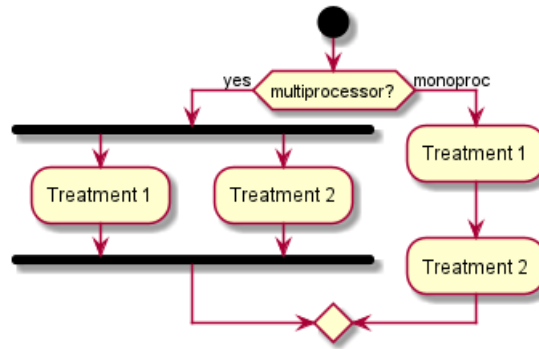 yes
multiprocessor?
monoproc
Treatment 1
Treatment 1
Treatment 2
Treatment 2